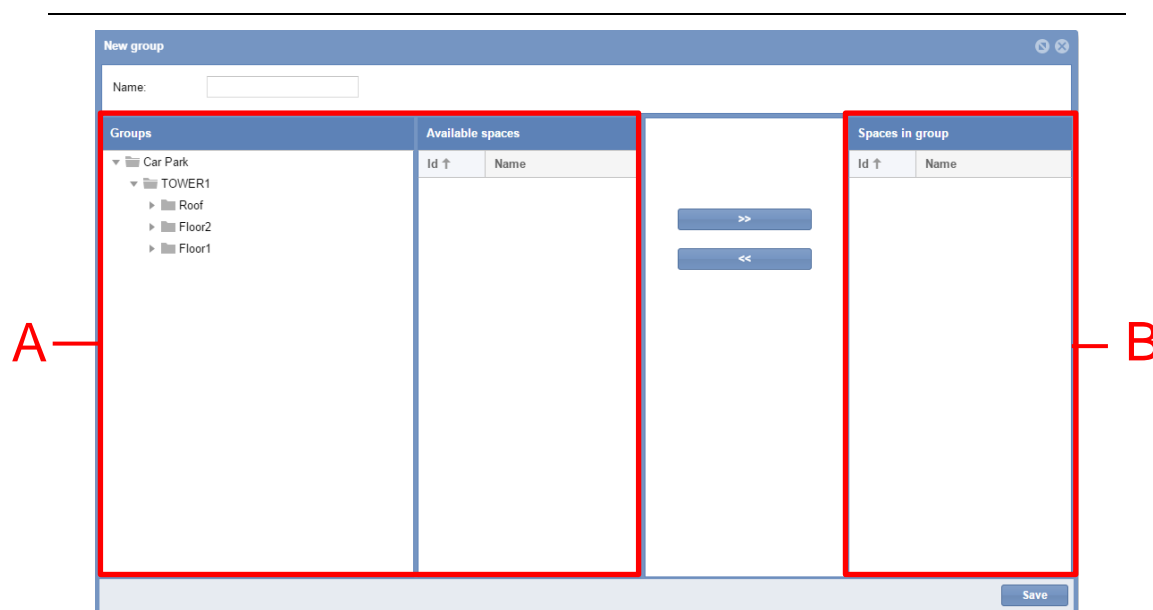 New group
Name:
Groups
Available spaces
Spaces in group
Id ↑ Name
Id ↑ Name
Car Park
TOWER1
Roof
Floor2
Floor1
>>
<<
A
B
Save